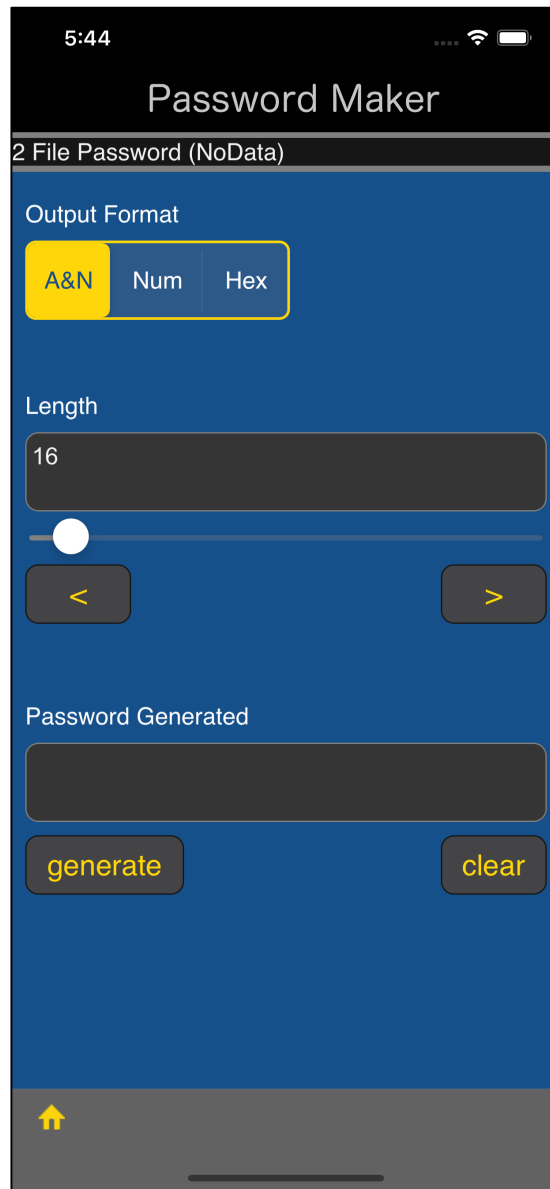 5:44
Password Maker
2 File Password (NoData)
Output Format
A&N Num Hex
Length
16
< >
Password Generated
generate clear